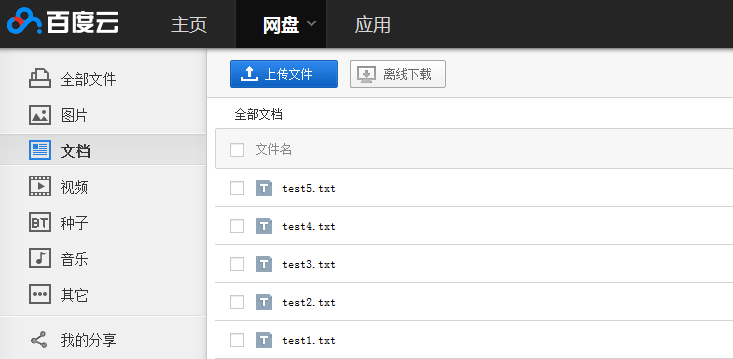 百度云 主页 网盘 应用
全部文件
图片
文档
视频
BT 种子
音乐
其它
我的分享
上传文件 离线下载
全部文档
文件名
T test5.txt
T test4.txt
T test3.txt
T test2.txt
T test1.txt